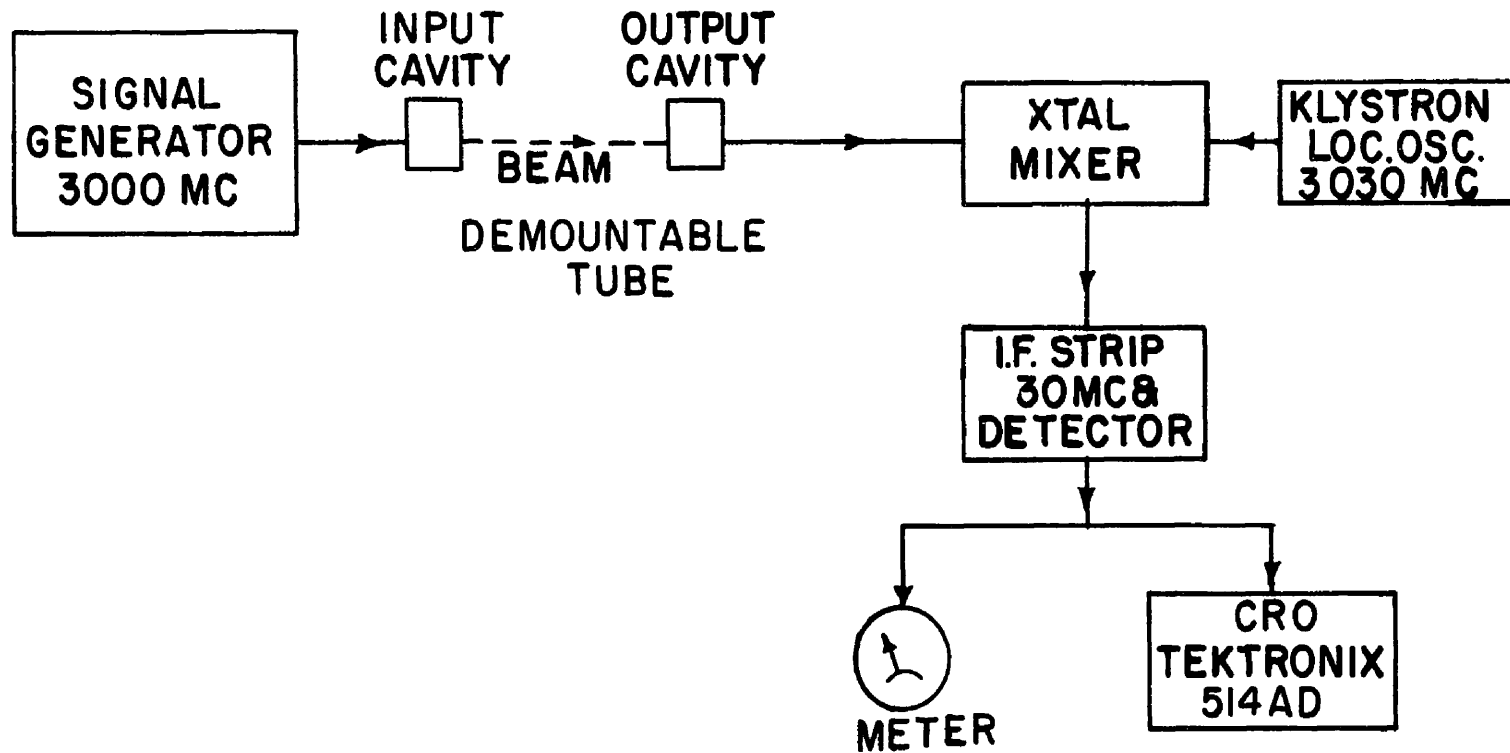 SIGNAL
GENERATOR
3000 MC
INPUT
CAVITY
BEAM
OUTPUT
CAVITY
DEMOUNTABLE
TUBE
XTAL
MIXER
KLYSTRON
LOC.OSC.
3030 MC
I.F. STRIP
30MC&
DETECTOR
METER
CRO
TEKTRONIX
514AD